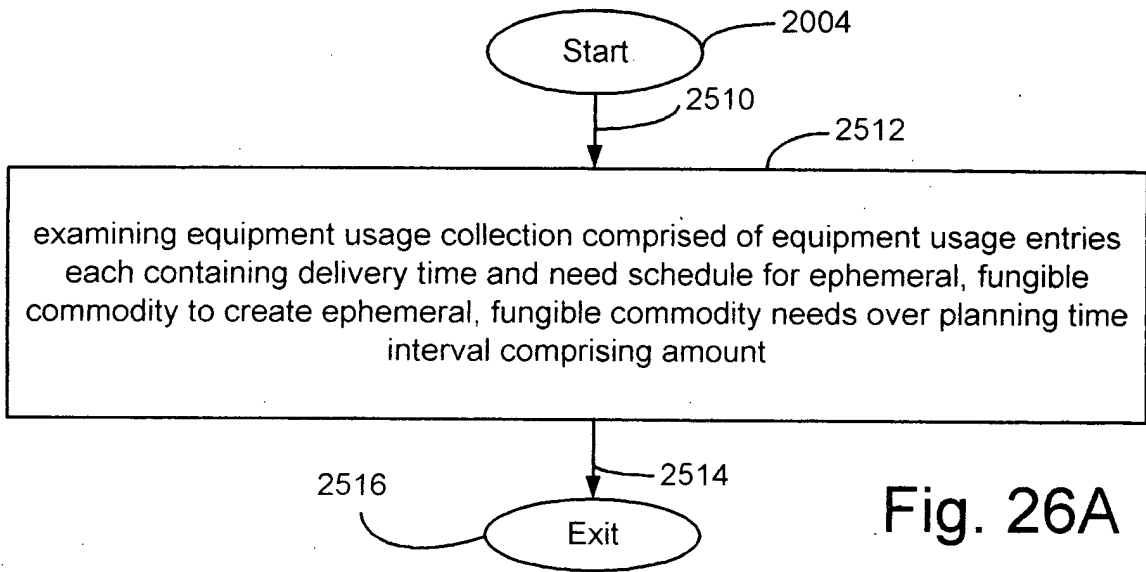 Start
2004
2510
2512
examining equipment usage collection comprised of equipment usage entries
each containing delivery time and need schedule for ephemeral, fungible
commodity to create ephemeral, fungible commodity needs over planning time
interval comprising amount
2514
2516
Exit
Fig. 26A